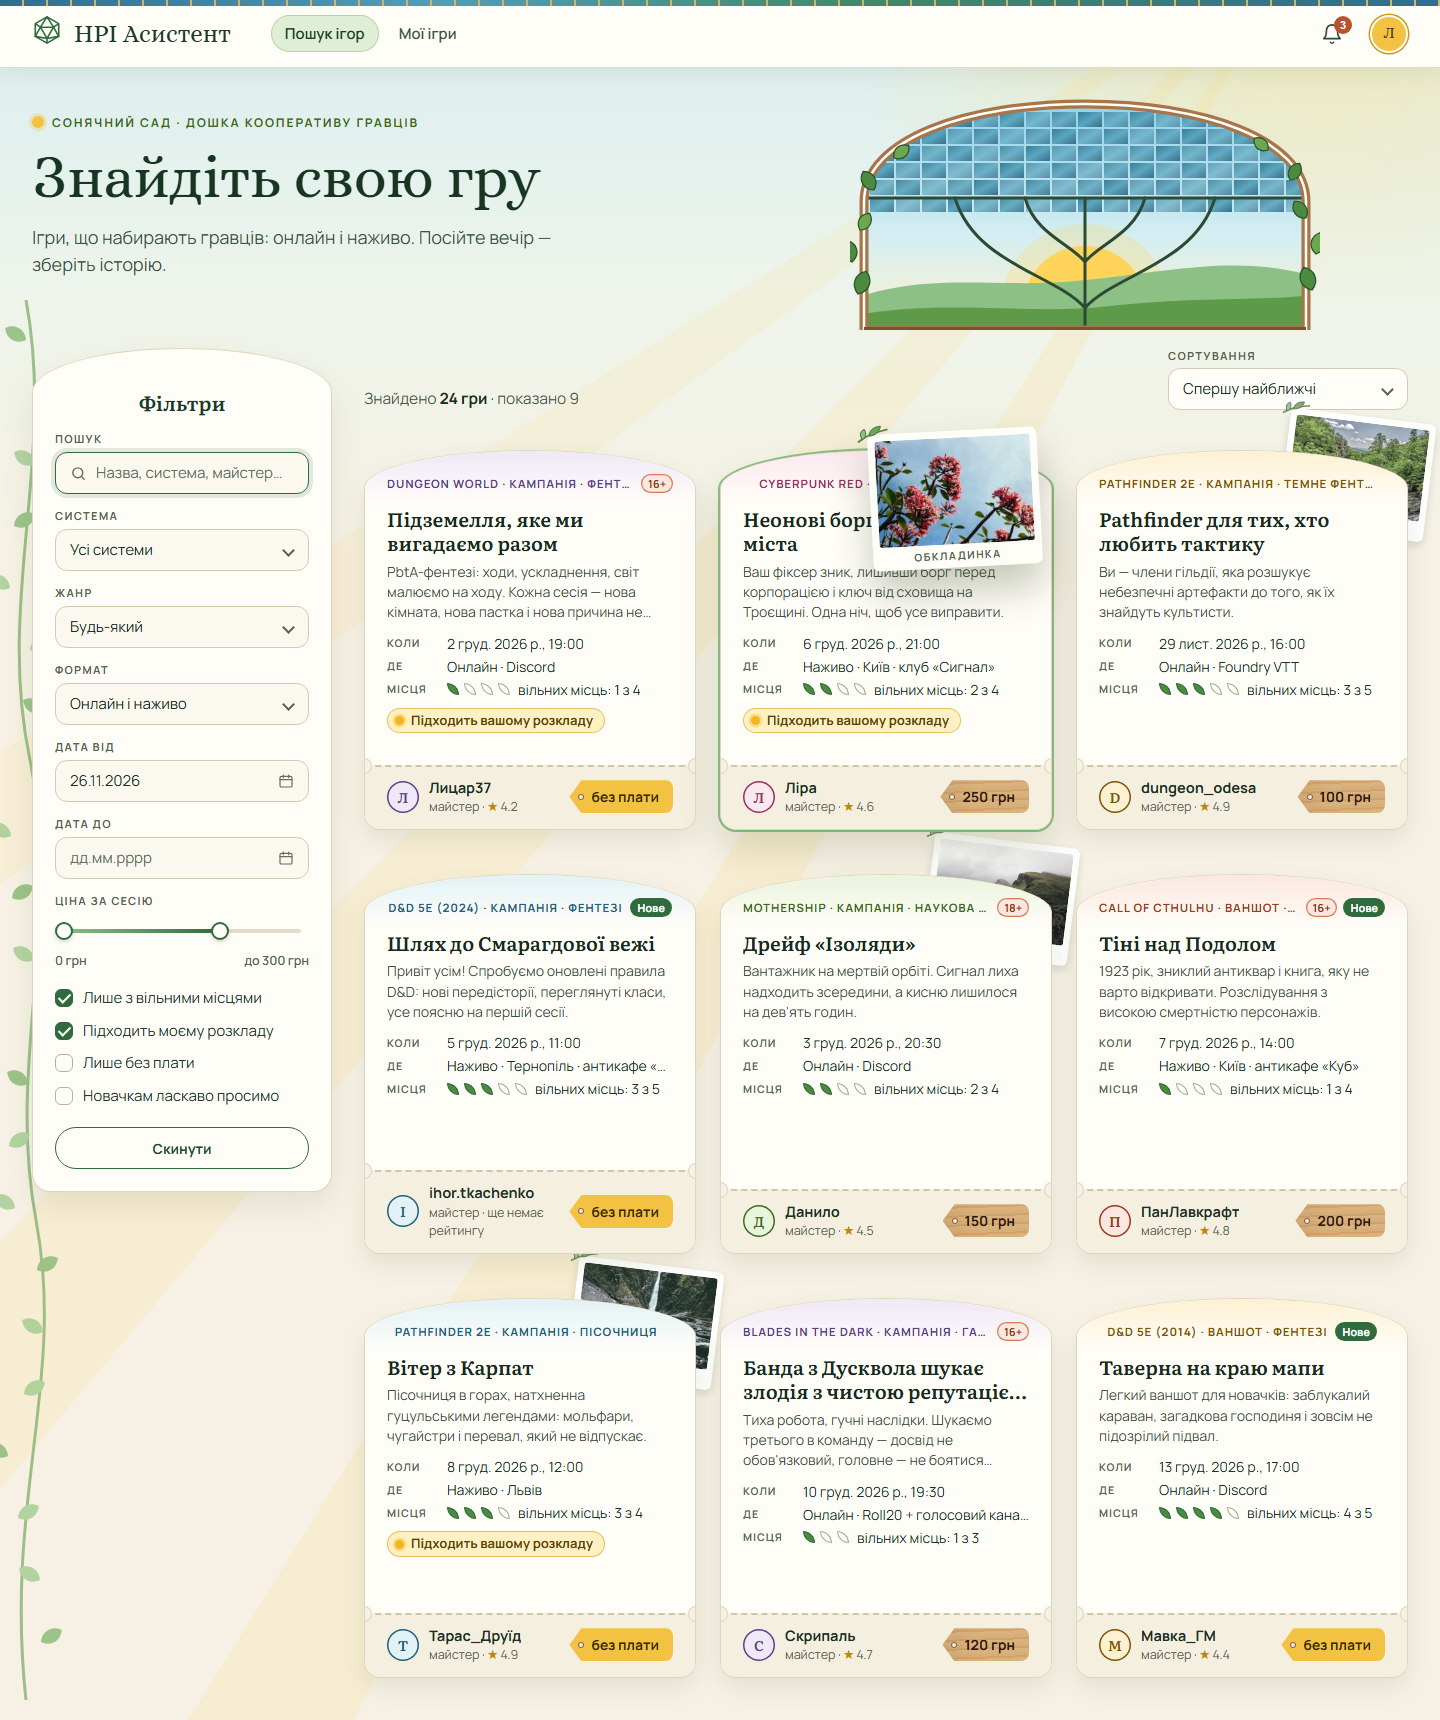 НРІ Асистент
Пошук ігор
Мої ігри
3
Л
СОНЯЧНИЙ САД · ДОШКА КООПЕРАТИВУ ГРАВЦІВ
Знайдіть свою гру
Ігри, що набирають гравців: онлайн і наживо. Посійте вечір —
зберіть історію.
Фільтри
ПОШУК
Назва, система, майстер...
СИСТЕМА
Усі системи
ЖАНР
Будь-який
ФОРМАТ
Онлайн і наживо
ДАТА ВІД
26.11.2026
ДАТА ДО
дд.мм.рррр
ЦІНА ЗА СЕСІЮ
0 грн
до 300 грн
Лише з вільними місцями
Підходить моєму розкладу
Лише без плати
Новачкам ласкаво просимо
Скинути
Знайдено 24 гри · показано 9
СОРТУВАННЯ
Спершу найближчі
DUNGEON WORLD · КАМПАНІЯ · ФЕНТ... 16+
Підземелля, яке ми
вигадаємо разом
PbtA-фентезі: ходи, ускладнення, світ
малюємо на ходу. Кожна сесія — нова
кімната, нова пастка і нова причина не...
КОЛИ 2 груд. 2026 р., 19:00
ДЕ Онлайн · Discord
МІСЦЯ вільних місць: 1 з 4
Підходить вашому розкладу
Л
Лицар37
майстер · ★ 4.2
без плати
CYBERPUNK RED ·
Неонові борг
міста
ОБКЛАДИНКА
Ваш фіксер зник, лишивши борг перед
корпорацією і ключ від сховища на
Троєщині. Одна ніч, щоб усе виправити.
КОЛИ 6 груд. 2026 р., 21:00
ДЕ Наживо · Київ · клуб «Сигнал»
МІСЦЯ вільних місць: 2 з 4
Підходить вашому розкладу
Л
Ліра
майстер · ★ 4.6
250 грн
PATHFINDER 2E · КАМПАНІЯ · ТЕМНЕ ФЕНТ...
Pathfinder для тих, хто
любить тактику
Ви — члени гільдії, яка розшукує
небезпечні артефакти до того, як їх
знайдуть культисти.
КОЛИ 29 лист. 2026 р., 16:00
ДЕ Онлайн · Foundry VTT
МІСЦЯ вільних місць: 3 з 5
D
dungeon_odesa
майстер · ★ 4.9
100 грн
D&D 5E (2024) · КАМПАНІЯ · ФЕНТЕЗІ Нове
Шлях до Смарагдової вежі
Привіт усім! Спробуємо оновлені правила
D&D: нові передісторії, переглянуті класи,
усе поясню на першій сесії.
КОЛИ 5 груд. 2026 р., 11:00
ДЕ Наживо · Тернопіль · антикафе «...
МІСЦЯ вільних місць: 3 з 5
I
ihor.tkachenko
майстер · ще немає
рейтингу
без плати
MOTHERSHIP · КАМПАНІЯ · НАУКОВА ... 18+
Дрейф «Ізоляди»
Вантажник на мертвій орбіті. Сигнал лиха
надходить зсередини, а кисню лишилося
на дев'ять годин.
КОЛИ 3 груд. 2026 р., 20:30
ДЕ Онлайн · Discord
МІСЦЯ вільних місць: 2 з 4
Д
Данило
майстер · ★ 4.5
150 грн
CALL OF CTHULHU · ВАНШОТ ·... 16+ Нове
Тіні над Подолом
1923 рік, зниклий антиквар і книга, яку не
варто відкривати. Розслідування з
високою смертністю персонажів.
КОЛИ 7 груд. 2026 р., 14:00
ДЕ Наживо · Київ · антикафе «Куб»
МІСЦЯ вільних місць: 1 з 4
П
ПанЛавкрафт
майстер · ★ 4.8
200 грн
PATHFINDER 2E · КАМПАНІЯ · ПІСОЧНИЦЯ
Вітер з Карпат
Пісочниця в горах, натхненна
гуцульськими легендами: мольфари,
чугайстри і перевал, який не відпускає.
КОЛИ 8 груд. 2026 р., 12:00
ДЕ Наживо · Львів
МІСЦЯ вільних місць: 3 з 4
Підходить вашому розкладу
Т
Тарас_Друїд
майстер · ★ 4.9
без плати
BLADES IN THE DARK · КАМПАНІЯ · ГА... 16+
Банда з Дусквола шукає
злодія з чистою репутаціє...
Тиха робота, гучні наслідки. Шукаємо
третього в команду — досвід не
обов'язковий, головне — не боятися...
КОЛИ 10 груд. 2026 р., 19:30
ДЕ Онлайн · Roll20 + голосовий кана...
МІСЦЯ вільних місць: 1 з 3
С
Скрипаль
майстер · ★ 4.7
120 грн
D&D 5E (2014) · ВАНШОТ · ФЕНТЕЗІ Нове
Таверна на краю мапи
Легкий ваншот для новачків: заблукалий
караван, загадкова господиня і зовсім не
підозрілий підвал.
КОЛИ 13 груд. 2026 р., 17:00
ДЕ Онлайн · Discord
МІСЦЯ вільних місць: 4 з 5
М
Мавка_ГМ
майстер · ★ 4.4
без плати